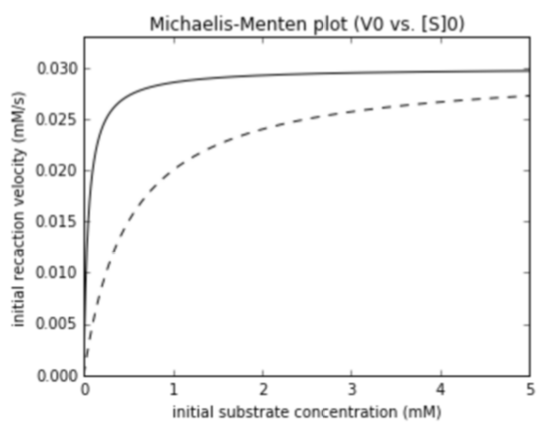 Michaelis-Menten plot (V0 vs. [S]0)
0.030
0.025
0.020
0.015
0.010
0.005
0.000
initial recaction velocity (mM/s)
0 1 2 3 4 5
initial substrate concentration (mM)